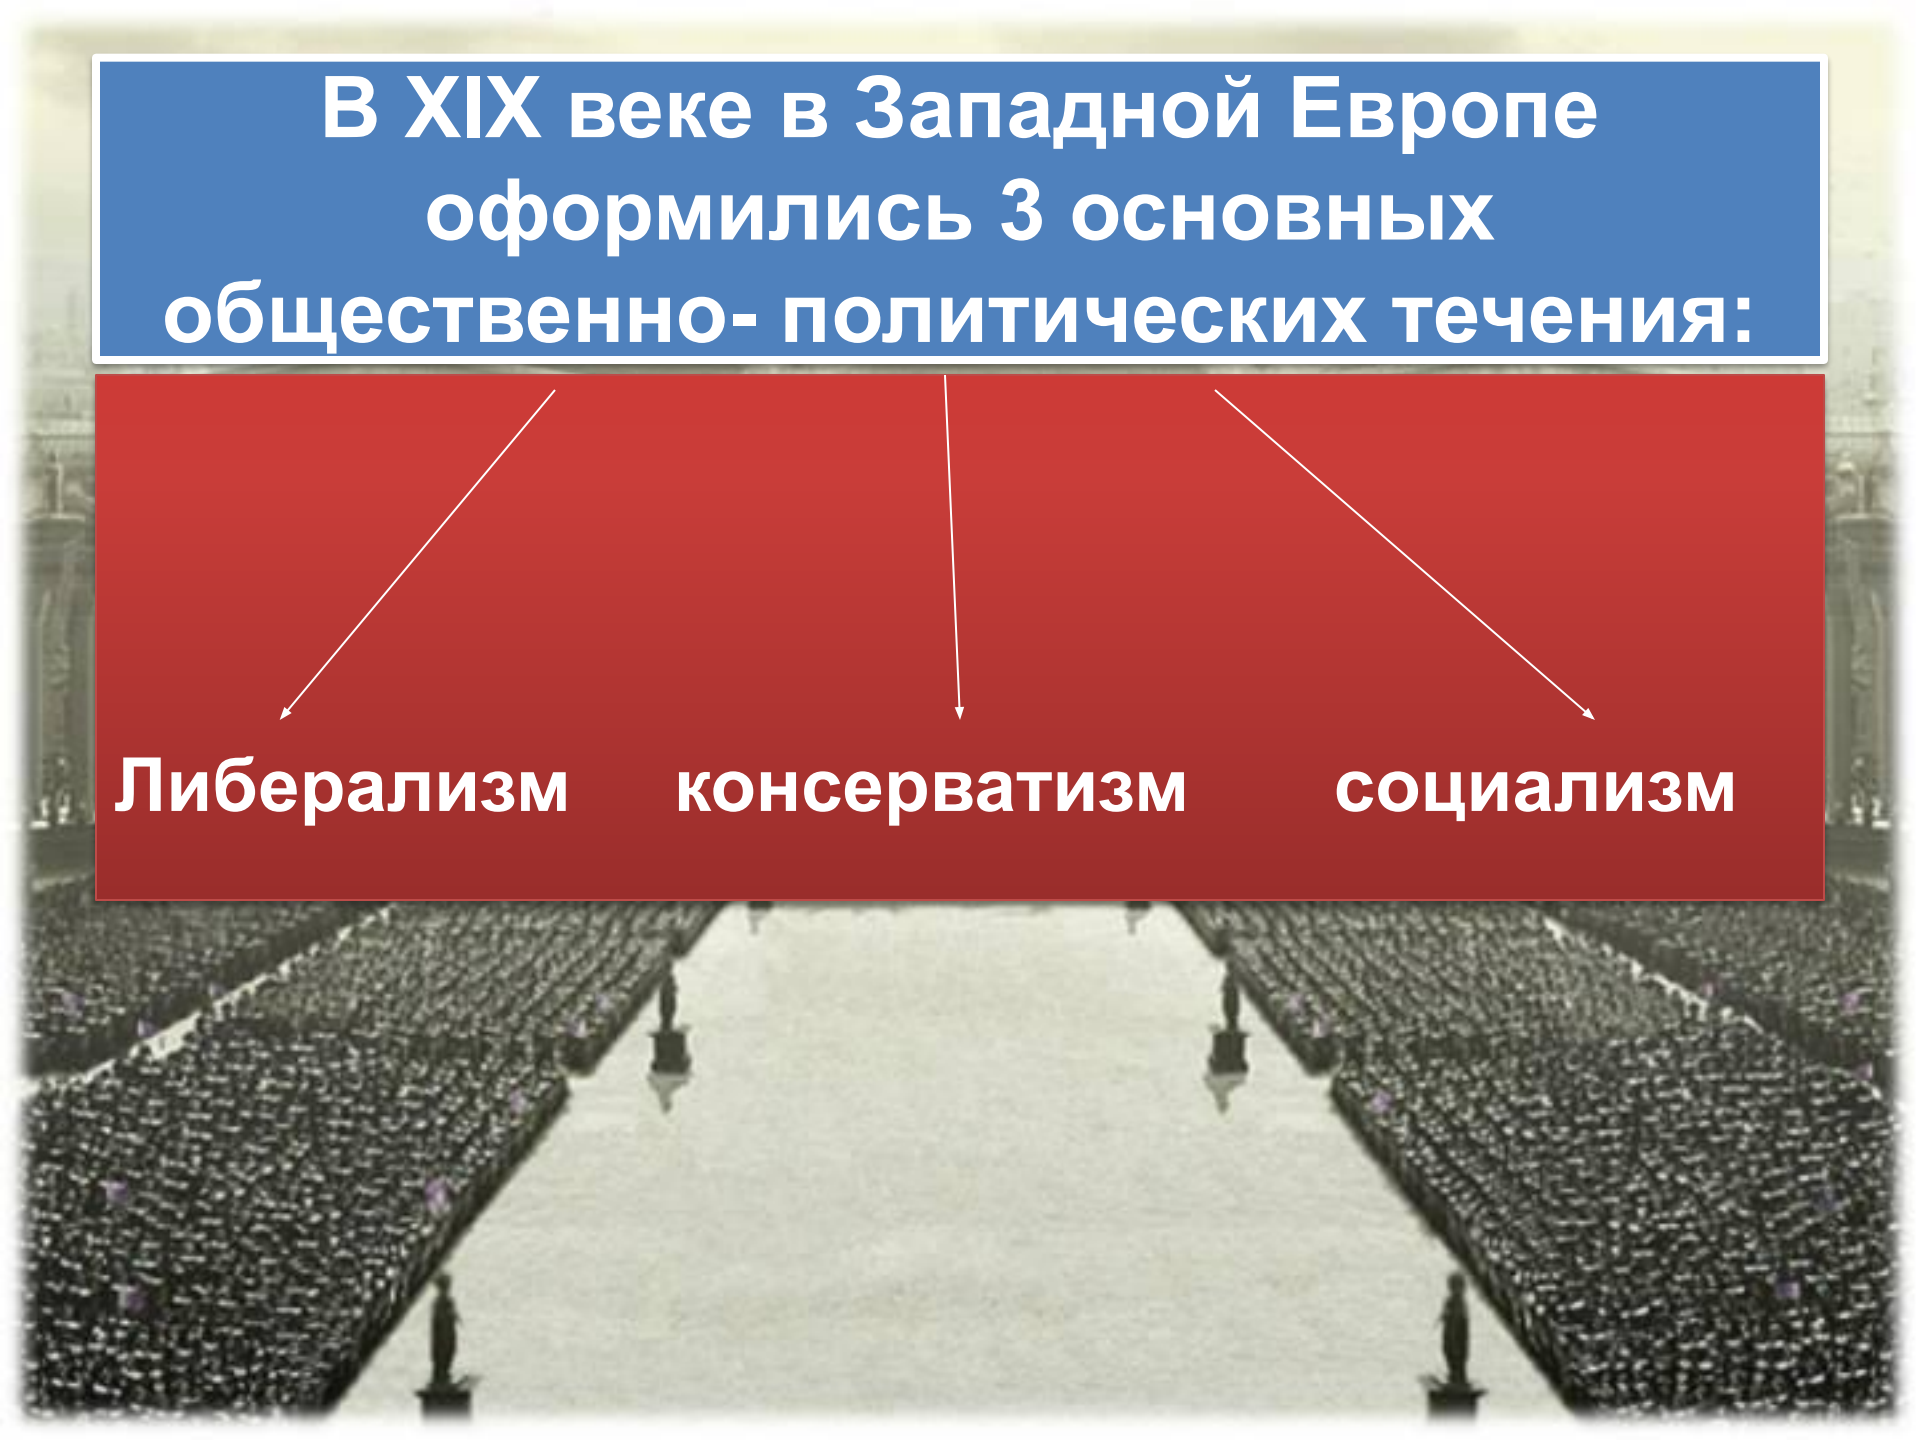 В XIX веке в Западной Европе
оформились 3 основных
общественно- политических течения:
Либерализм консерватизм социализм